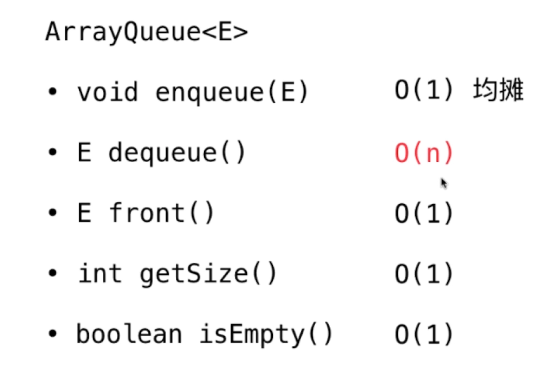 ArrayQueue<E>
• void enqueue(E) O(1) 均摊
• E dequeue() O(n)
• E front() O(1)
• int getSize() O(1)
• boolean isEmpty() O(1)